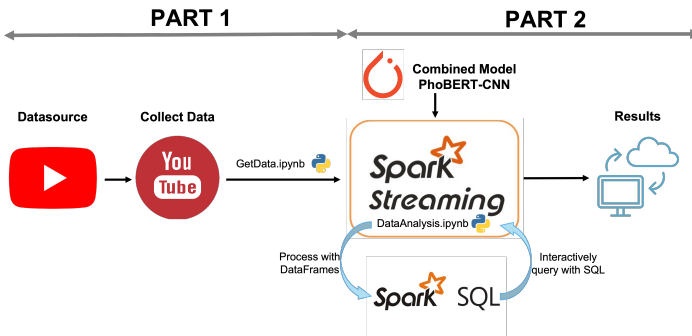 PART 1
PART 2
Combined Model
PhoBERT-CNN
Datasource
Collect Data
Results
You
Tube
GetData.ipynb
Spark
Streaming
DataAnalysis.ipynb
Process with
DataFrames
Interactively
query with SQL
Spark SQL